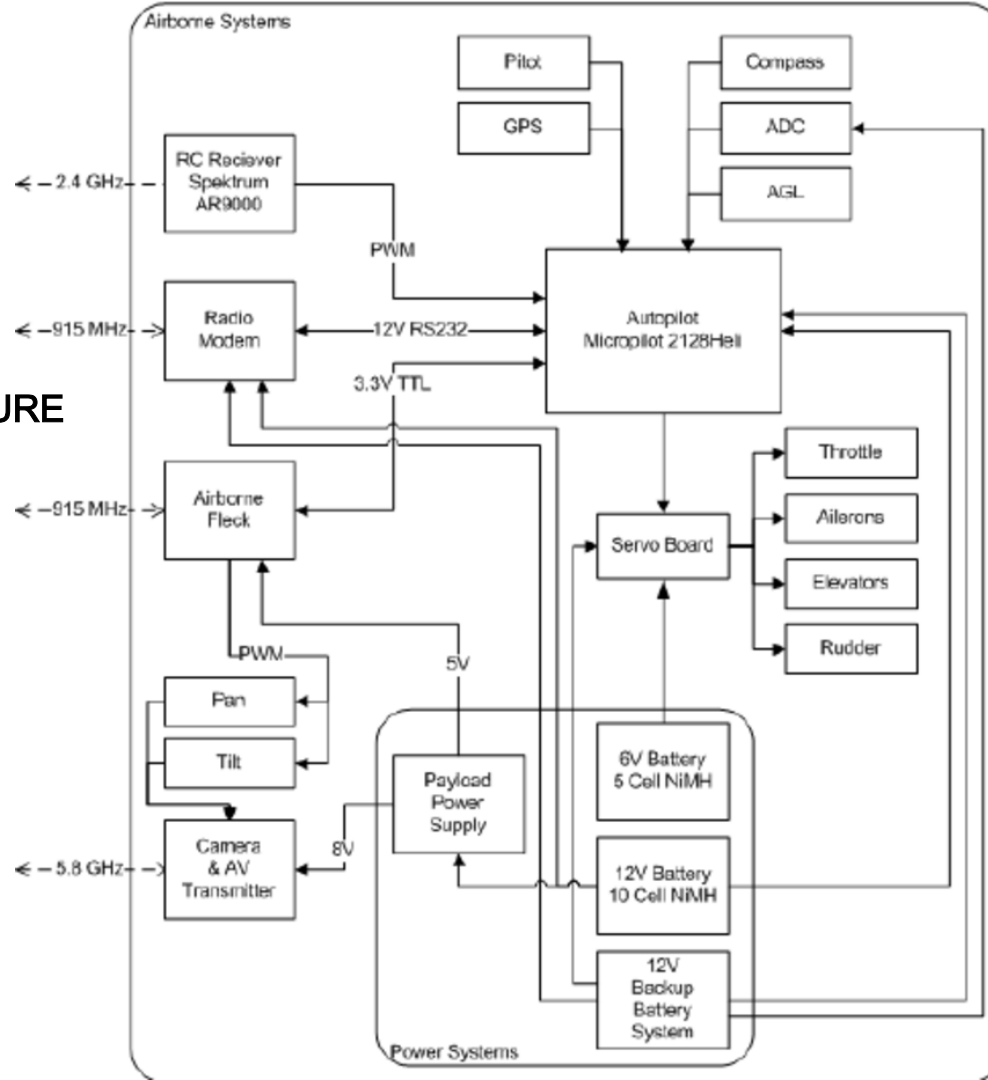 Airborne Systems
Pitot
GPS
Compass
ADC
AGL
RC Reciever
Spektrum
AR9000
2.4 GHz
PWM
Radio
Modem
915 MHz
12V RS232
Autopilot
Micropilot 2128Heli
3.3V TTL
URE
Airborne
Fleck
915 MHz
Servo Board
Throttle
Ailerons
Elevators
Rudder
PWM
5V
Pan
Tilt
Camera
& AV
Transmitter
5.8 GHz
8V
Payload
Power
Supply
6V Battery
5 Cell NiMH
12V Battery
10 Cell NiMH
12V
Backup
Battery
System
Power Systems